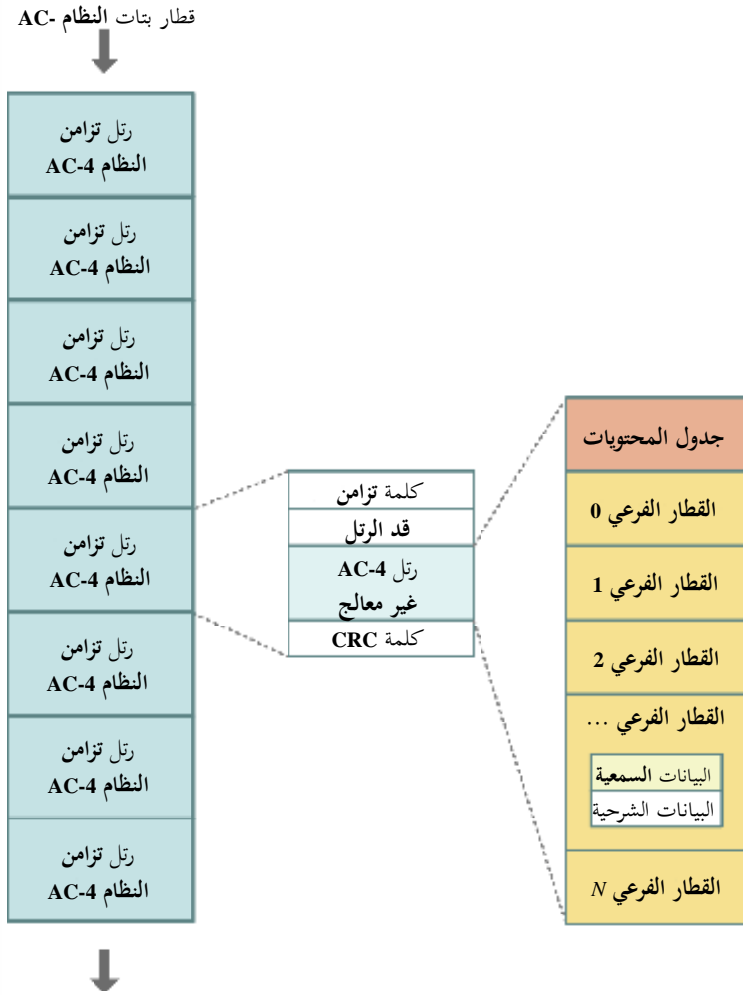 قطار بتات النظام AC-
رتل تزامن
النظام AC-4
رتل تزامن
النظام AC-4
رتل تزامن
النظام AC-4
رتل تزامن
النظام AC-4
رتل تزامن
النظام AC-4
رتل تزامن
النظام AC-4
رتل تزامن
النظام AC-4
رتل تزامن
النظام AC-4
كلمة تزامن
قد الرتل
رتل AC-4
غير معالج
كلمة CRC
جدول المحتويات
القطار الفرعي 0
القطار الفرعي 1
القطار الفرعي 2
القطار الفرعي ...
البيانات السمعية
البيانات الشرحية
القطار الفرعي N